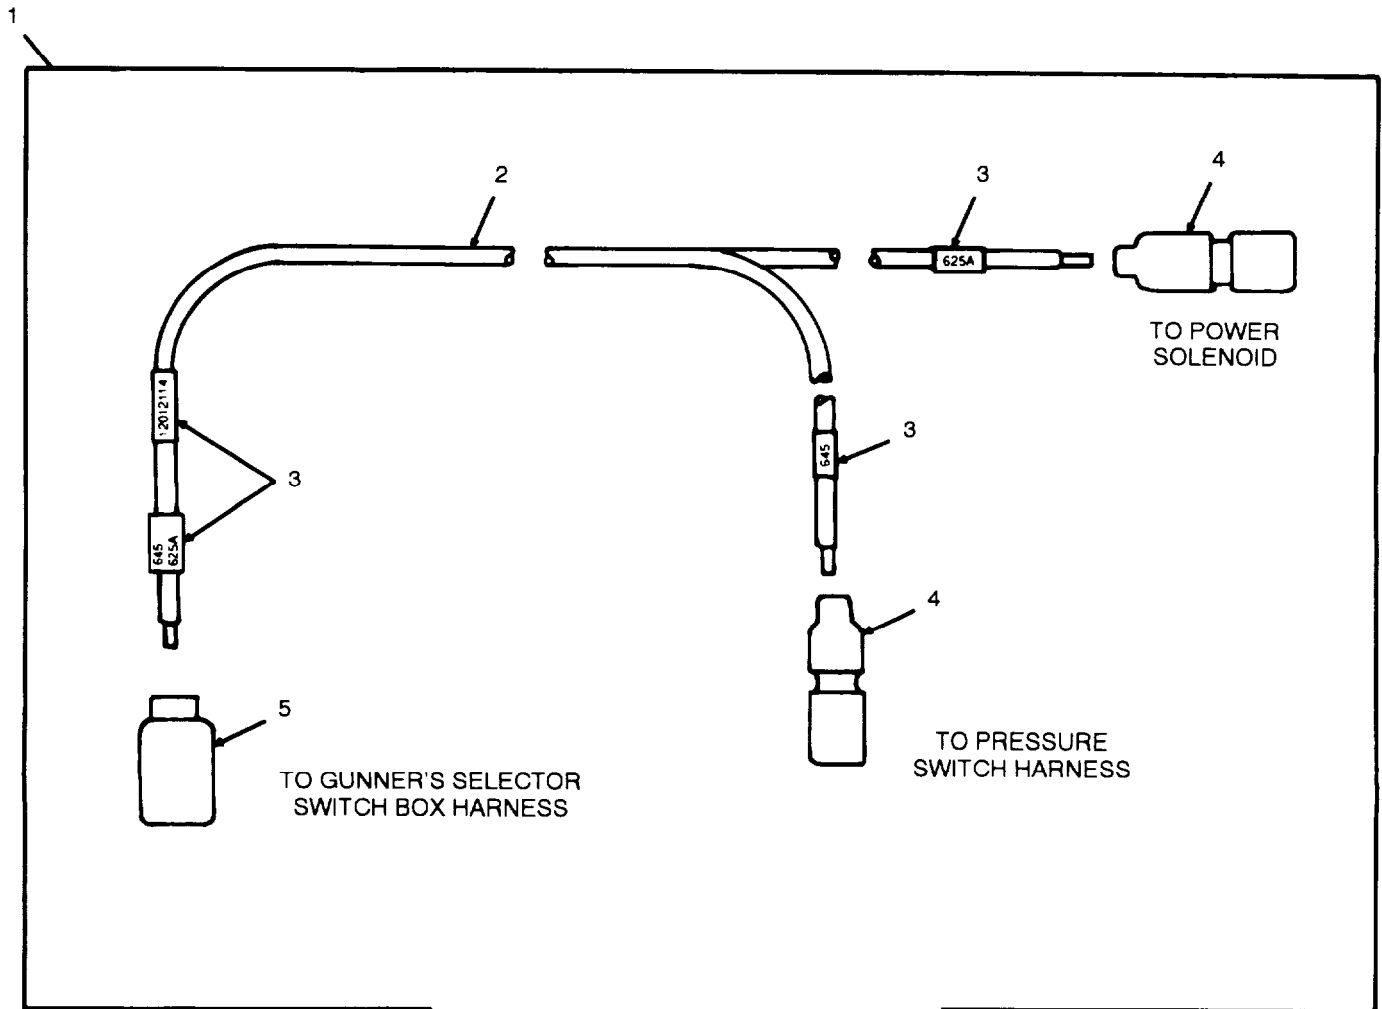 1
2
3
4
625A
TO POWER
SOLENOID
12012114
3
645
3
645
625A
4
5
TO PRESSURE
SWITCH HARNESS
TO GUNNER'S SELECTOR
SWITCH BOX HARNESS